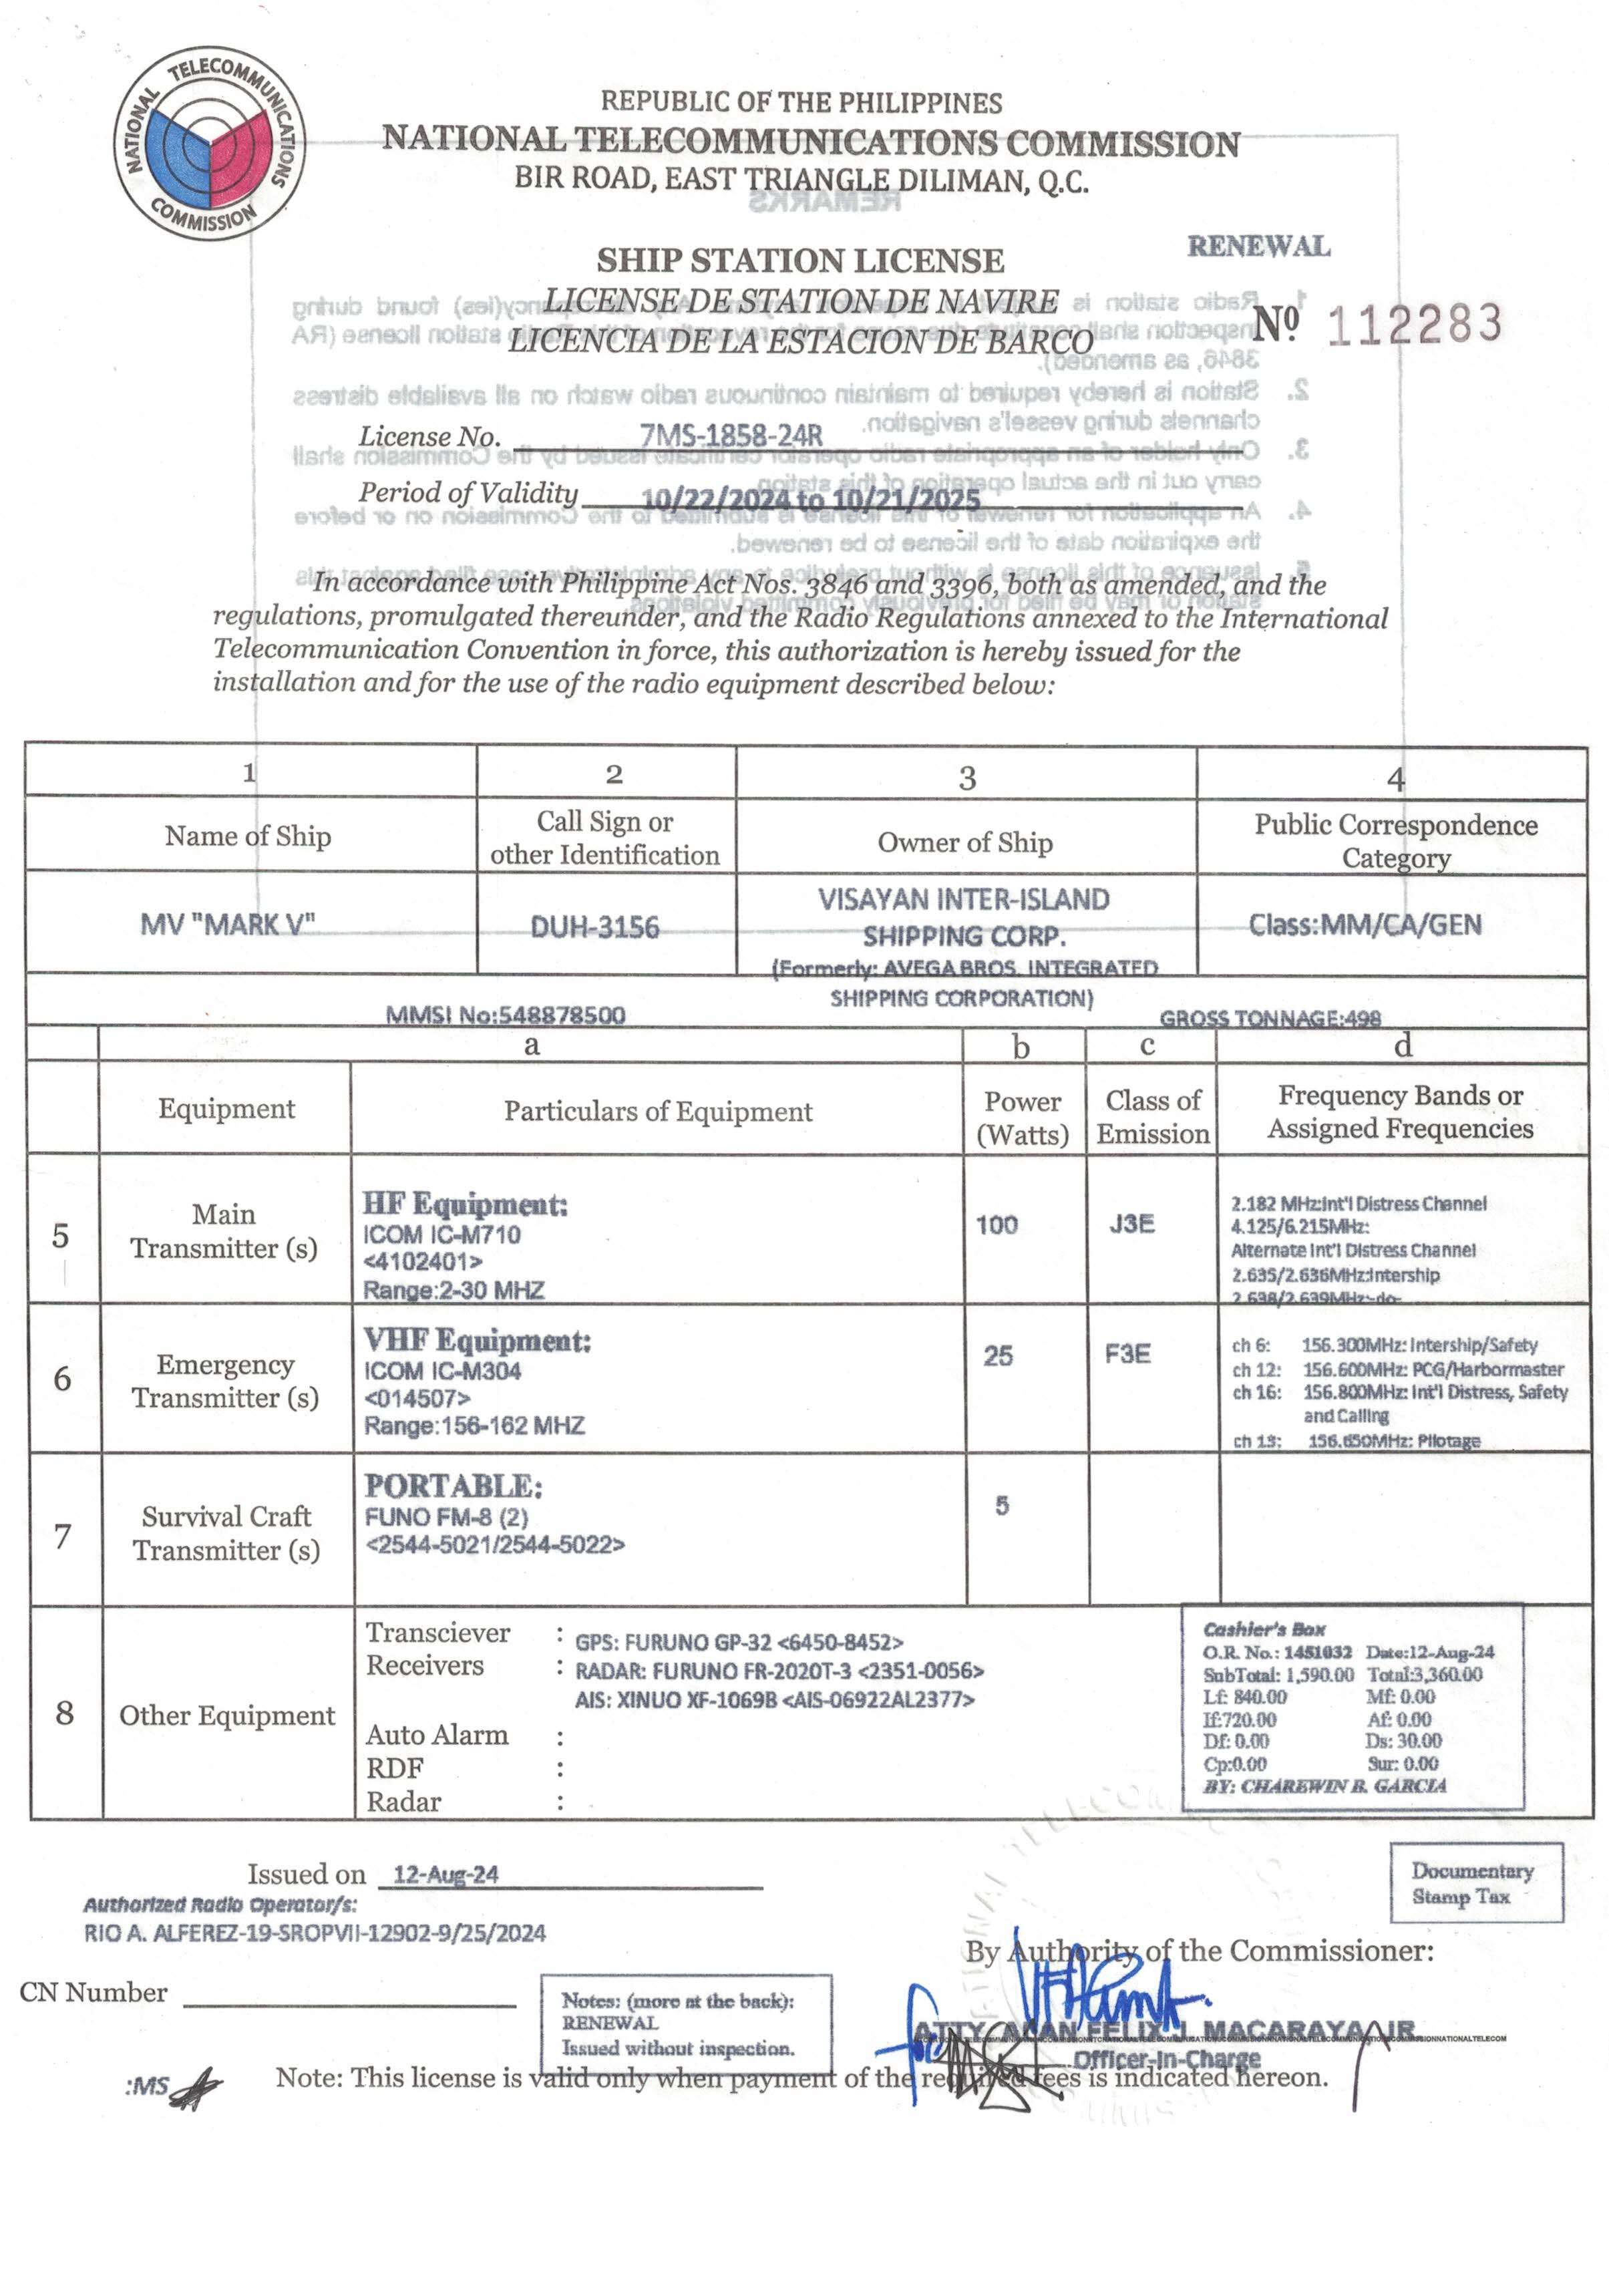 NATIONAL TELECOMMUNICATIONS COMMISSION
REPUBLIC OF THE PHILIPPINES
NATIONAL TELECOMMUNICATIONS COMMISSION
BIR ROAD, EAST TRIANGLE DILIMAN, Q.C.
REMARKS
RENEWAL
SHIP STATION LICENSE
LICENSE DE STATION DE NAVIRE
LICENCIA DE LA ESTACION DE BARCO
Nº 112283
License No. 7MS-1858-24R
Period of Validity 10/22/2024 to 10/21/2025
In accordance with Philippine Act Nos. 3846 and 3396, both as amended, and the
regulations, promulgated thereunder, and the Radio Regulations annexed to the International
Telecommunication Convention in force, this authorization is hereby issued for the
installation and for the use of the radio equipment described below:
1 2 3 4
Name of Ship
Call Sign or
other Identification
Owner of Ship
Public Correspondence
Category
MV "MARK V"
DUH-3156
VISAYAN INTER-ISLAND
SHIPPING CORP.
(Formerly: AVEGA BROS. INTEGRATED
SHIPPING CORPORATION)
Class:MM/CA/GEN
MMSI No:548878500
GROSS TONNAGE:498
a b c d
Equipment
Particulars of Equipment
Power
(Watts)
Class of
Emission
Frequency Bands or
Assigned Frequencies
5
Main
Transmitter (s)
HF Equipment:
ICOM IC-M710
<4102401>
Range:2-30 MHZ
100
J3E
2.182 MHz:Int'l Distress Channel
4.125/6.215MHz:
Alternate Int'l Distress Channel
2.635/2.636MHz:Intership
2.638/2.639MHz:-do-
6
Emergency
Transmitter (s)
VHF Equipment:
ICOM IC-M304
<014507>
Range:156-162 MHZ
25
F3E
ch 6: 156.300MHz: Intership/Safety
ch 12: 156.600MHz: PCG/Harbormaster
ch 16: 156.800MHz: Int'l Distress, Safety
and Calling
ch 13: 156.650MHz: Pilotage
7
Survival Craft
Transmitter (s)
PORTABLE:
FUNO FM-8 (2)
<2544-5021/2544-5022>
5
8
Other Equipment
Transciever : GPS: FURUNO GP-32 <6450-8452>
Receivers : RADAR: FURUNO FR-2020T-3 <2351-0056>
AIS: XINUO XF-1069B <AIS-06922AL2377>
Auto Alarm :
RDF :
Radar :
Cashier's Box
O.R. No.: 1451032 Date:12-Aug-24
SubTotal: 1,590.00 Total:3,360.00
Lf: 840.00 Mf: 0.00
If:720.00 Af: 0.00
Df: 0.00 Ds: 30.00
Cp:0.00 Sur: 0.00
BY: CHAREWIN B. GARCIA
Issued on 12-Aug-24
Authorized Radio Operator/s:
RIO A. ALFEREZ-19-SROPVII-12902-9/25/2024
Documentary
Stamp Tax
By Authority of the Commissioner:
CN Number
Notes: (more at the back):
RENEWAL
Issued without inspection.
ATTY. ALAN FELIX MACARAYA JR
Officer-In-Charge
:MS
Note: This license is valid only when payment of the required fees is indicated hereon.